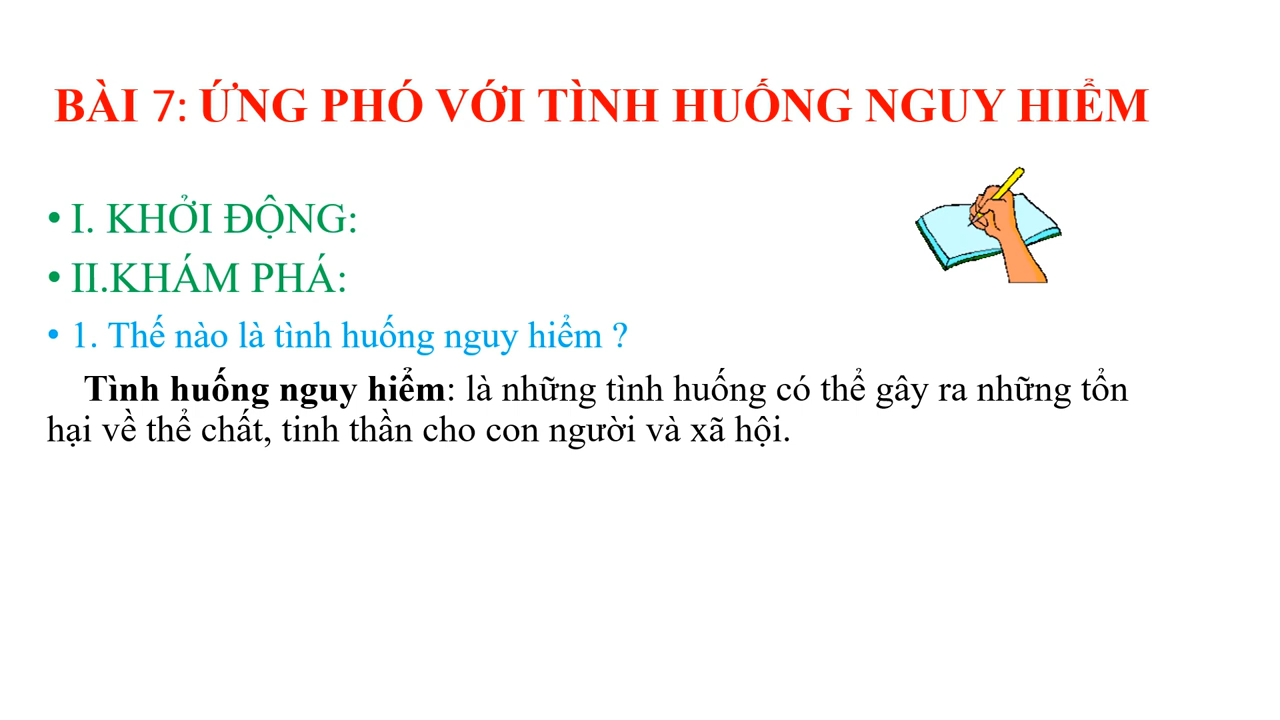 BÀI 7: ỨNG PHÓ VỚI TÌNH HUỐNG NGUY HIỂM
• I. KHỞI ĐỘNG:
• II.KHÁM PHÁ:
• 1. Thế nào là tình huống nguy hiểm ?
Tình huống nguy hiểm: là những tình huống có thể gây ra những tổn
hại về thể chất, tinh thần cho con người và xã hội.